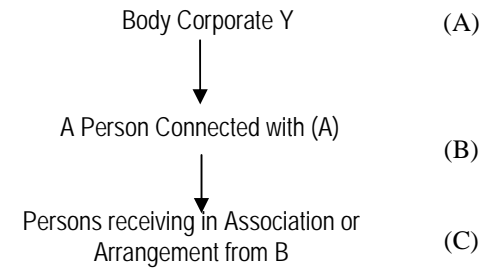 Body Corporate Y (A)
A Person Connected with (A)
(B)
Persons receiving in Association or
Arrangement from B (C)